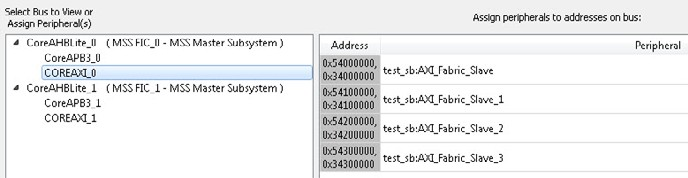 Select Bus to View or
Assign Peripheral(s)
Assign peripherals to addresses on bus:
CoreAHBLite_0 ( MSS FIC_0 - MSS Master Subsystem )
CoreAPB3_0
COREAXI_0
CoreAHBLite_1 ( MSS FIC_1 - MSS Master Subsystem )
CoreAPB3_1
COREAXI_1
Address Peripheral
0x54000000,
0x34000000 test_sb:AXI_Fabric_Slave
0x54100000,
0x34100000 test_sb:AXI_Fabric_Slave_1
0x54200000,
0x34200000 test_sb:AXI_Fabric_Slave_2
0x54300000,
0x34300000 test_sb:AXI_Fabric_Slave_3